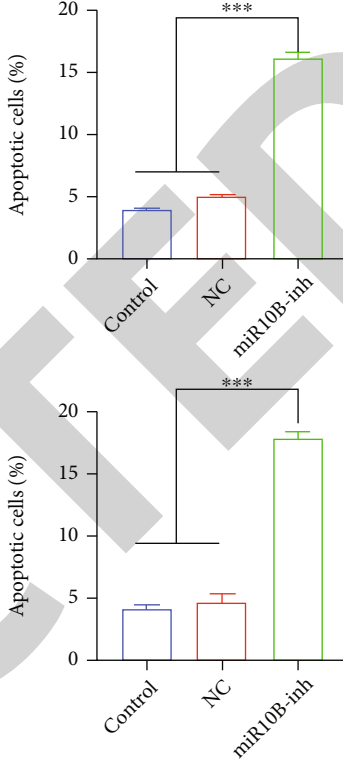 ***
20
15
10
5
0
Apoptotic cells (%)
Control
NC
miR10B-inh
***
20
15
10
5
0
Apoptotic cells (%)
Control
NC
miR10B-inh